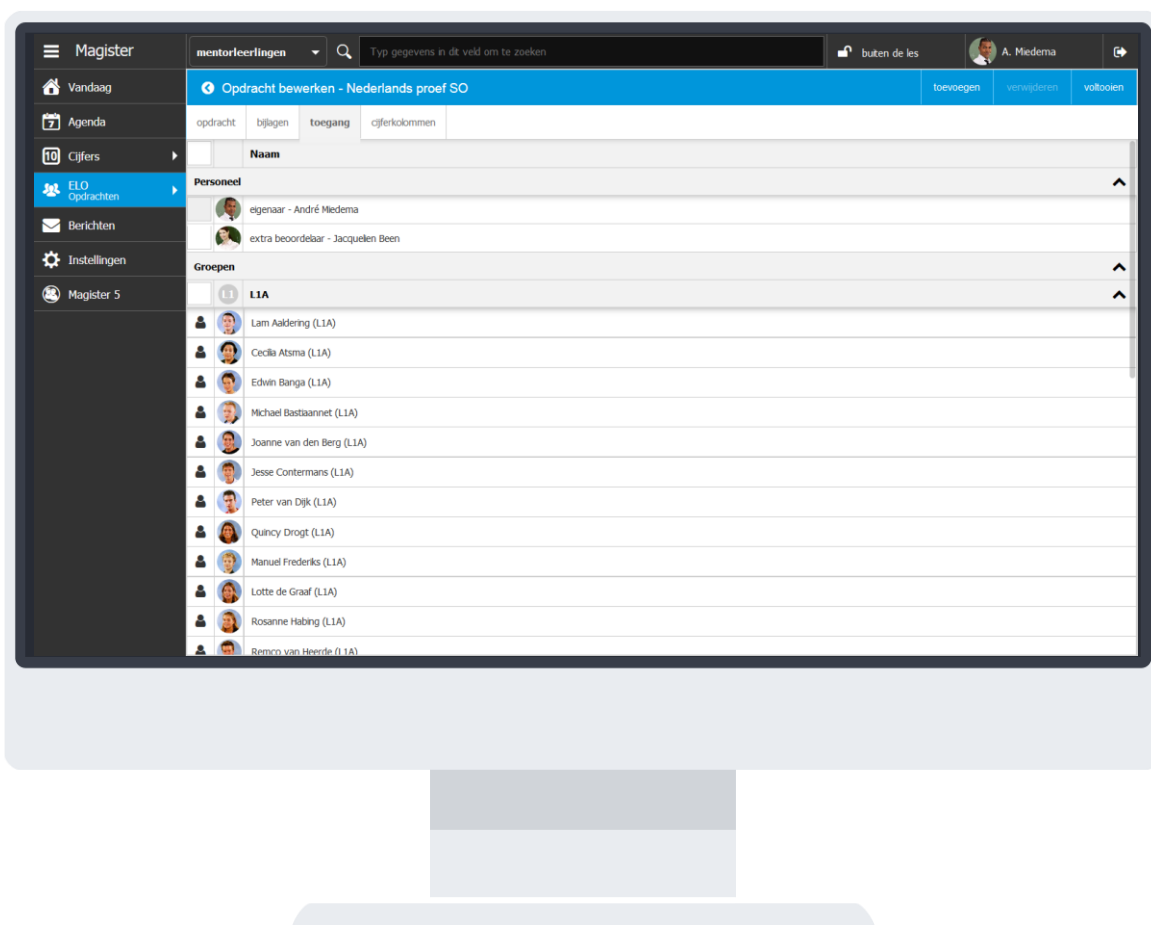 Magister
mentorleerlingen
Typ gegevens in dit veld om te zoeken
buiten de les
A. Miedema
Vandaag
7 Agenda
10 Cijfers
ELO
Opdrachten
Berichten
Instellingen
Magister 5
Opdracht bewerken - Nederlands proef SO
toevoegen verwijderen voltooien
opdracht bijlagen toegang cijferkolommen
Naam
Personeel
eigenaar - André Miedema
extra beoordelaar - Jacquelien Been
Groepen
L1 L1A
Lam Aaldering (L1A)
Cecilia Atsma (L1A)
Edwin Banga (L1A)
Michael Bastiaannet (L1A)
Joanne van den Berg (L1A)
Jesse Contermans (L1A)
Peter van Dijk (L1A)
Quincy Drogt (L1A)
Manuel Frederiks (L1A)
Lotte de Graaf (L1A)
Rosanne Habing (L1A)
Remco van Heerde (L1A)